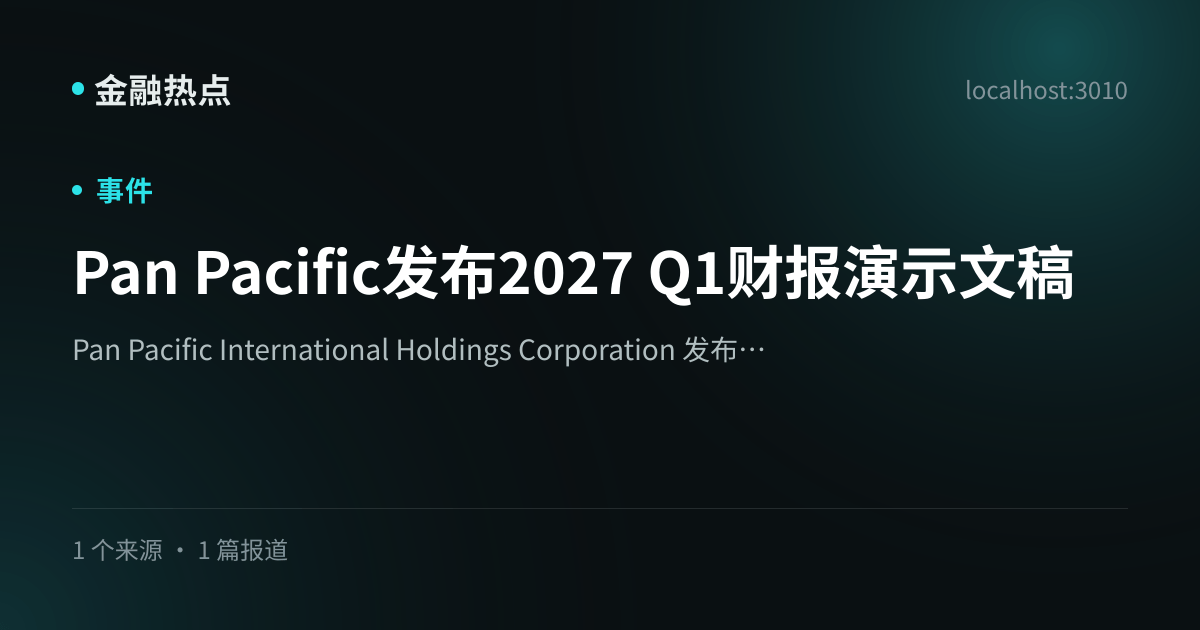 金融热点
localhost:3010
事件
Pan Pacific发布2027 Q1财报演示文稿
Pan Pacific International Holdings Corporation 发布…
1 个来源 · 1 篇报道